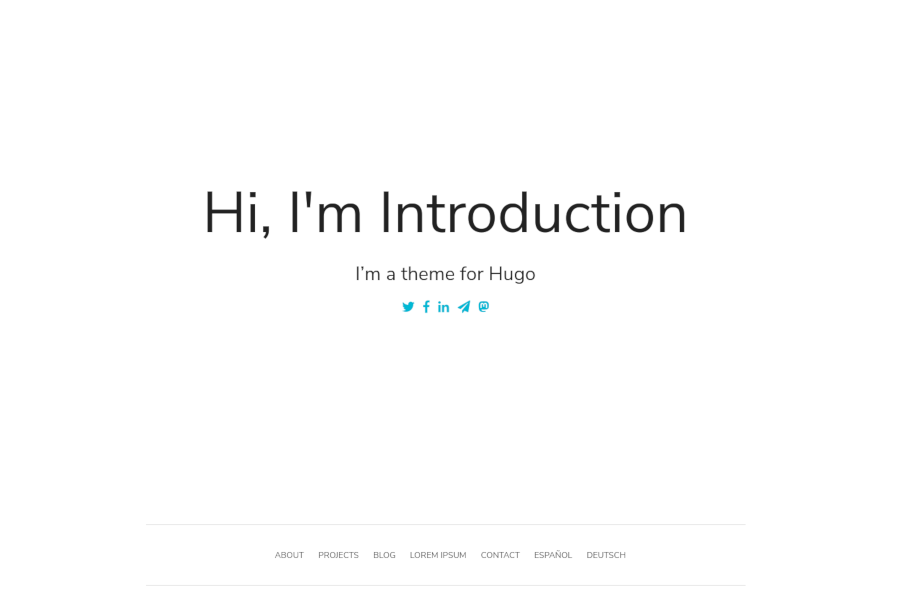 Hi, I'm Introduction
I'm a theme for Hugo
ABOUT PROJECTS BLOG LOREM IPSUM CONTACT ESPAÑOL DEUTSCH